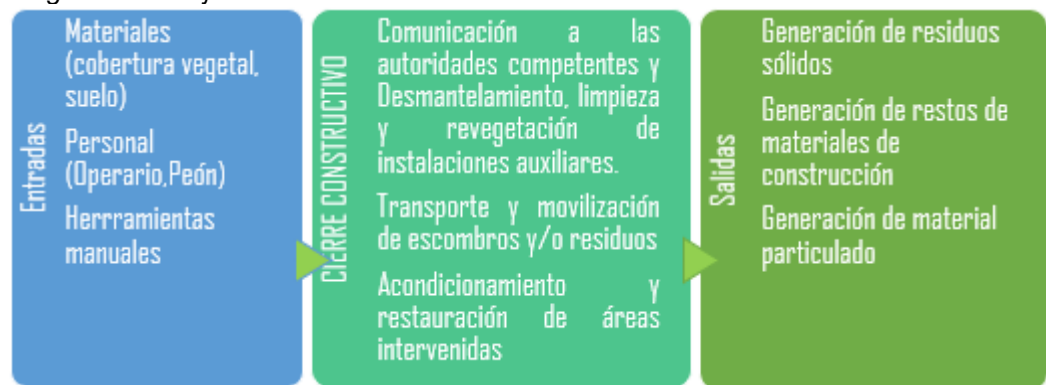 Entradas
Materiales
(cobertura vegetal,
suelo)
Personal
(Operario,Peón)
Herrramientas
manuales
CIERRE CONSTRUCTIVO
Comunicación a las
autoridades competentes y
Desmantelamiento, limpieza
y revegetación de
instalaciones auxiliares.
Transporte y movilización
de escombros y/o residuos
Acondicionamiento y
restauración de áreas
intervenidas
Salidas
Generación de residuos
sólidos
Generación de restos de
materiales de
construcción
Generación de material
particulado